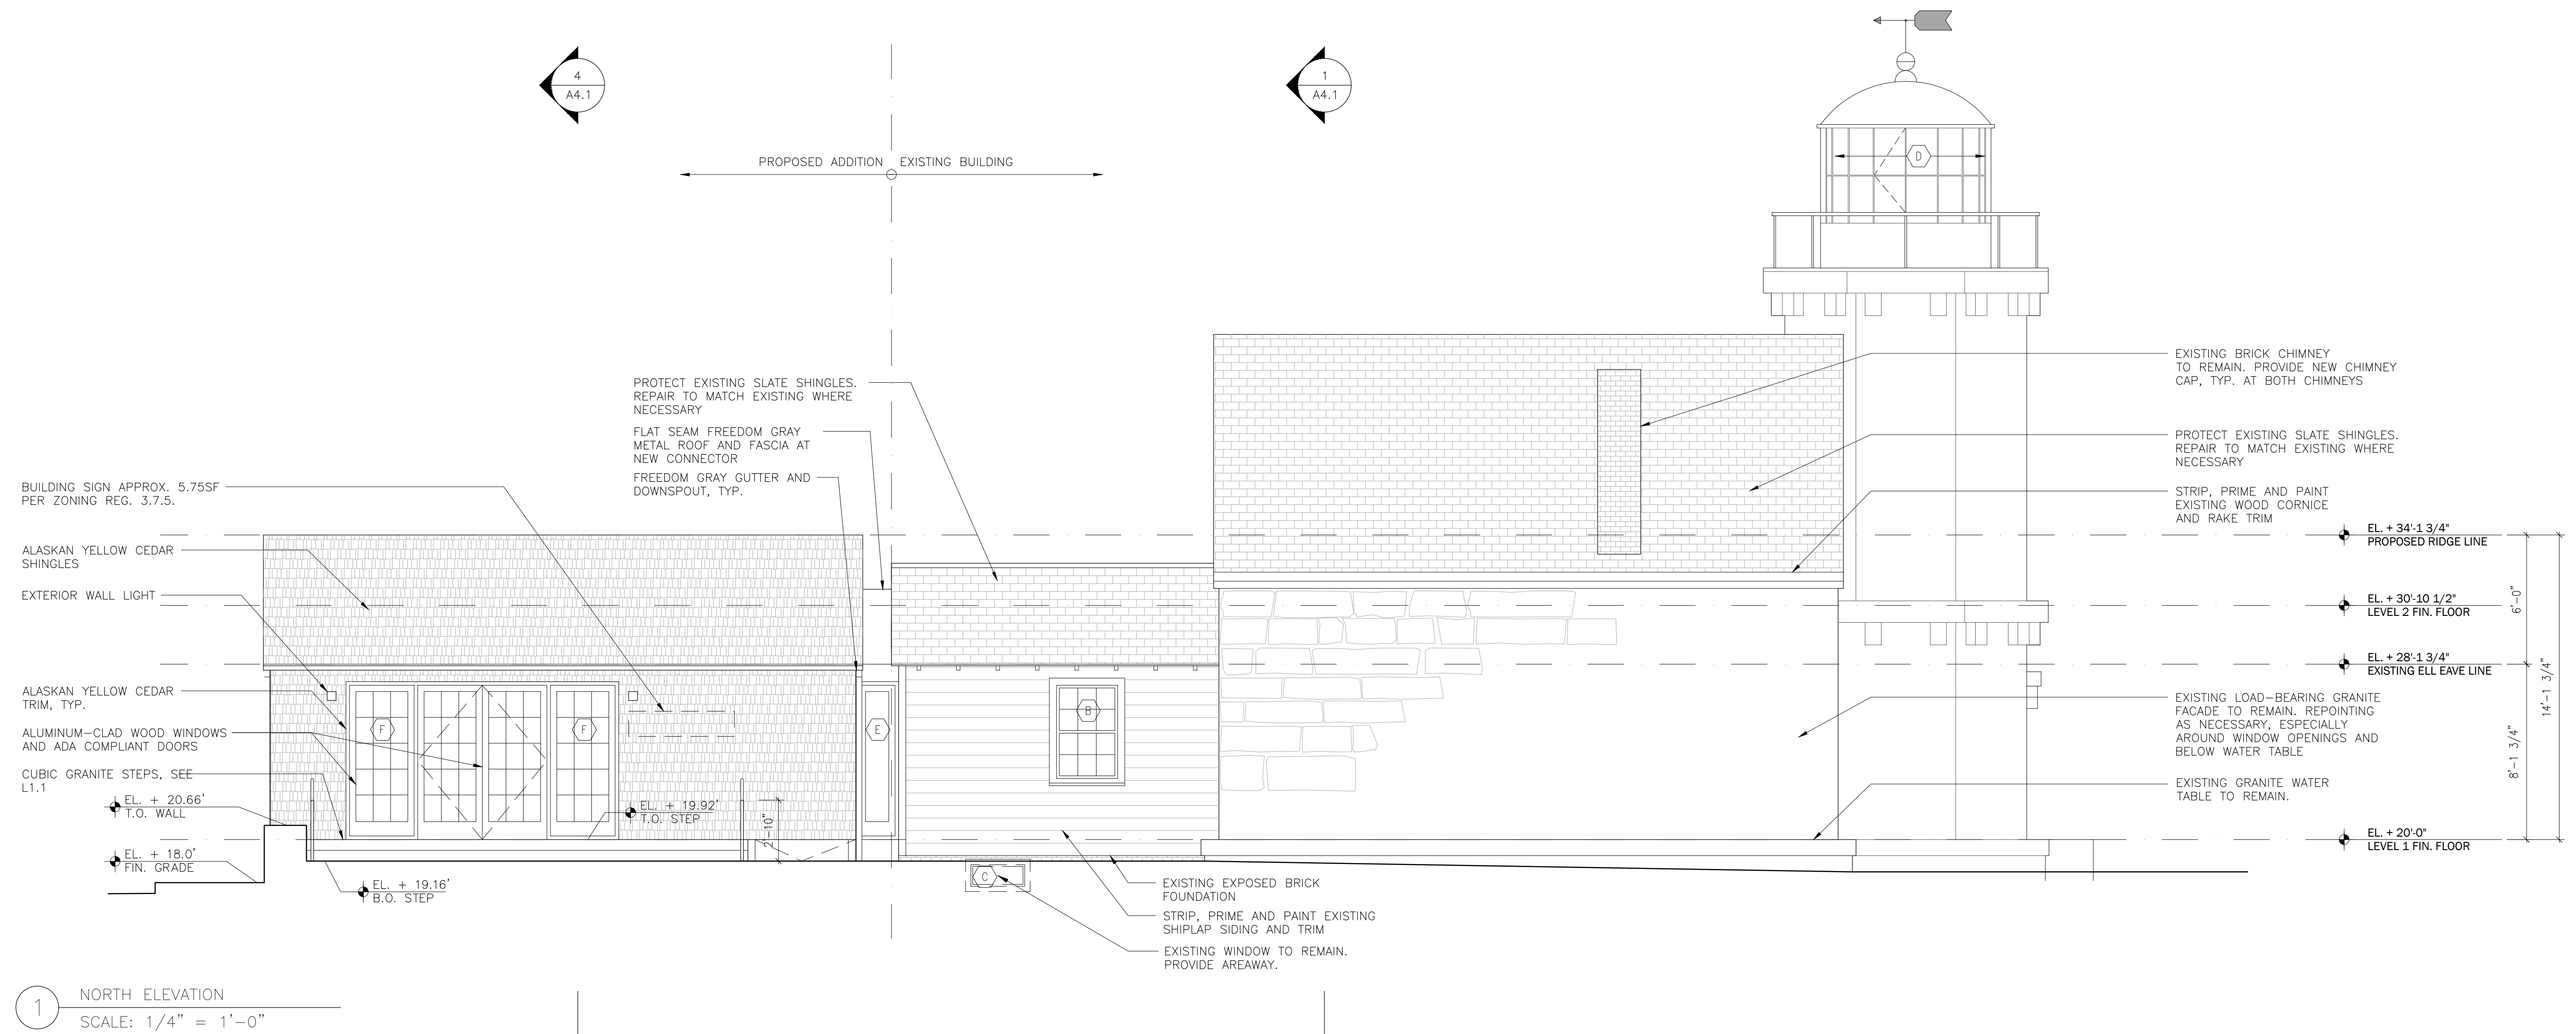 4
A4.1
1
A4.1
PROPOSED ADDITION
EXISTING BUILDING
D
PROTECT EXISTING SLATE SHINGLES.
REPAIR TO MATCH EXISTING WHERE
NECESSARY
FLAT SEAM FREEDOM GRAY
METAL ROOF AND FASCIA AT
NEW CONNECTOR
FREEDOM GRAY GUTTER AND
DOWNSPOUT, TYP.
BUILDING SIGN APPROX. 5.75SF
PER ZONING REG. 3.7.5.
ALASKAN YELLOW CEDAR
SHINGLES
EXTERIOR WALL LIGHT
ALASKAN YELLOW CEDAR
TRIM, TYP.
ALUMINUM-CLAD WOOD WINDOWS
AND ADA COMPLIANT DOORS
CUBIC GRANITE STEPS, SEE
L1.1
EL. + 20.66'
T.O. WALL
EL. + 18.0'
FIN. GRADE
EL. + 19.16'
B.O. STEP
F
F
EL. + 19.92'
T.O. STEP
2'-10"
E
B
C
EXISTING EXPOSED BRICK
FOUNDATION
STRIP, PRIME AND PAINT EXISTING
SHIPLAP SIDING AND TRIM
EXISTING WINDOW TO REMAIN.
PROVIDE AREAWAY.
EXISTING BRICK CHIMNEY
TO REMAIN. PROVIDE NEW CHIMNEY
CAP, TYP. AT BOTH CHIMNEYS
PROTECT EXISTING SLATE SHINGLES.
REPAIR TO MATCH EXISTING WHERE
NECESSARY
STRIP, PRIME AND PAINT
EXISTING WOOD CORNICE
AND RAKE TRIM
EL. + 34'-1 3/4"
PROPOSED RIDGE LINE
EL. + 30'-10 1/2"
LEVEL 2 FIN. FLOOR
EL. + 28'-1 3/4"
EXISTING ELL EAVE LINE
EXISTING LOAD-BEARING GRANITE
FACADE TO REMAIN. REPOINTING
AS NECESSARY, ESPECIALLY
AROUND WINDOW OPENINGS AND
BELOW WATER TABLE
EXISTING GRANITE WATER
TABLE TO REMAIN.
EL. + 20'-0"
LEVEL 1 FIN. FLOOR
6'-0"
8'-1 3/4"
14'-1 3/4"
1
NORTH ELEVATION
SCALE: 1/4" = 1'-0"